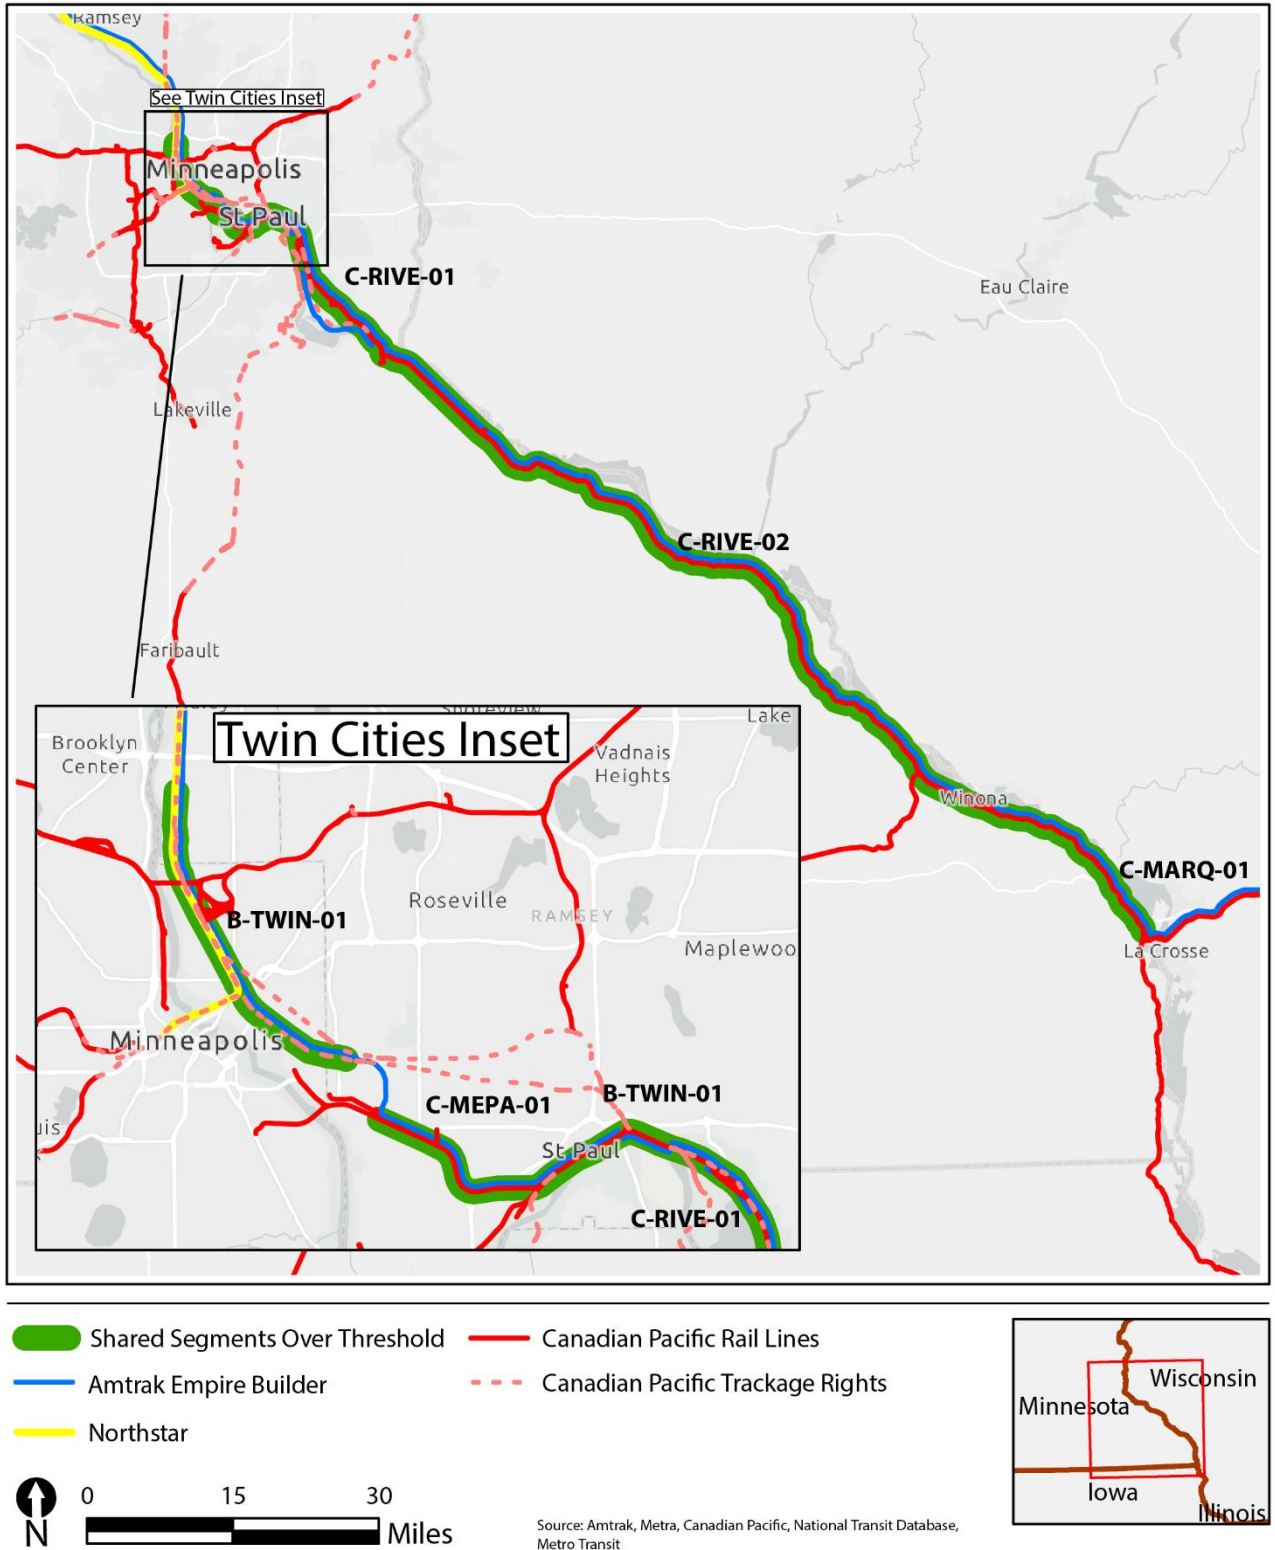 Ramsey
See Twin Cities Inset
Minneapolis
St Paul
C-RIVE-01
Eau Claire
Lakeville
C-RIVE-02
Faribault
Winona
C-MARQ-01
La Crosse
Twin Cities Inset
Shoreview
Lake
Brooklyn
Center
Vadnais
Heights
Roseville
RAMSEY
B-TWIN-01
Maplewoo
Minneapolis
C-MEPA-01
B-TWIN-01
uis
St Paul
C-RIVE-01
Shared Segments Over Threshold
Canadian Pacific Rail Lines
Amtrak Empire Builder
Canadian Pacific Trackage Rights
Northstar
Wisconsin
Minnesota
Iowa
Illinois
N
0 15 30
Miles
Source: Amtrak, Metra, Canadian Pacific, National Transit Database,
Metro Transit